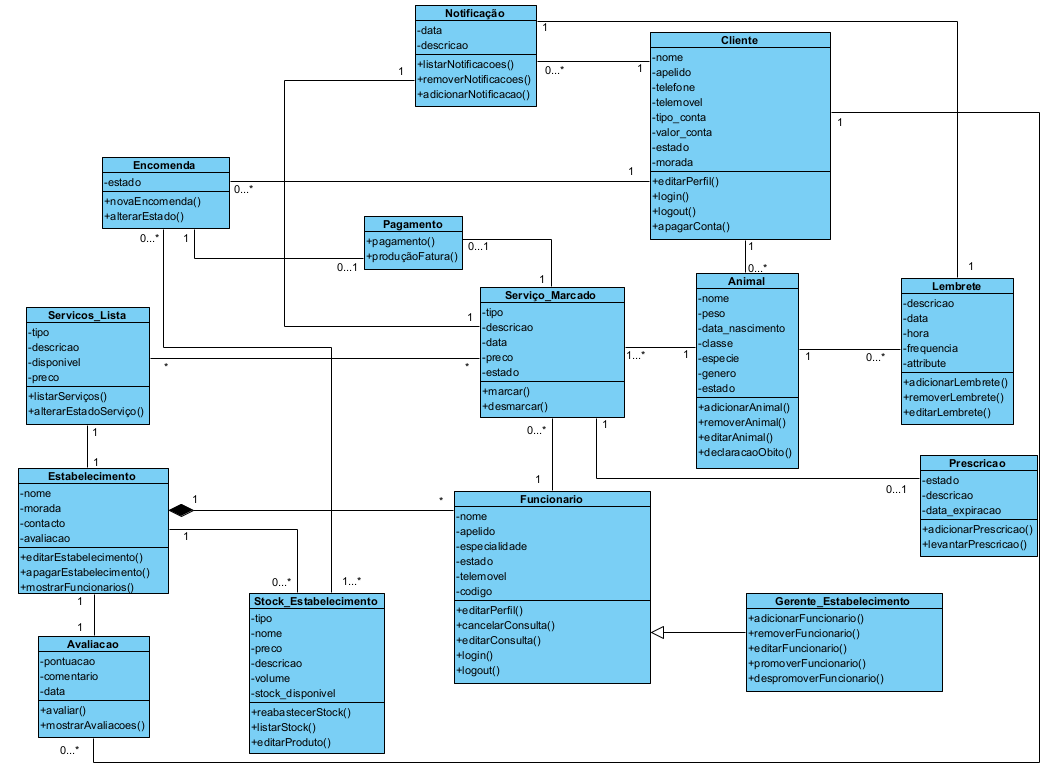 Notificação
-data
-descricao
+listarNotificacoes()
+removerNotificacoes()
+adicionarNotificacao()
1
1
0...*
1
Cliente
-nome
-apelido
-telefone
-telemovel
-tipo_conta
-valor_conta
-estado
-morada
+editarPerfil()
+login()
+logout()
+apagarConta()
1
1
1
0...*
Encomenda
-estado
+novaEncomenda()
+alterarEstado()
0...*
0...*
1
Pagamento
+pagamento()
+produçãoFatura()
0...1
0...1
1
Serviço_Marcado
-tipo
-descricao
-data
-preco
-estado
+marcar()
+desmarcar()
1
*
1...*
0...*
1
Animal
-nome
-peso
-data_nascimento
-classe
-especie
-genero
-estado
+adicionarAnimal()
+removerAnimal()
+editarAnimal()
+declaracaoObito()
1
1
0...*
1
Lembrete
-descricao
-data
-hora
-frequencia
-attribute
+adicionarLembrete()
+removerLembrete()
+editarLembrete()
Servicos_Lista
-tipo
-descricao
-disponivel
-preco
+listarServiços()
+alterarEstadoServiço()
*
1
1
Estabelecimento
-nome
-morada
-contacto
-avaliacao
+editarEstabelecimento()
+apagarEstabelecimento()
+mostrarFuncionarios()
1
*
1
1
1
0...*
1...*
Funcionario
-nome
-apelido
-especialidade
-estado
-telemovel
-codigo
+editarPerfil()
+cancelarConsulta()
+editarConsulta()
+login()
+logout()
1
0...1
Prescricao
-estado
-descricao
-data_expiracao
+adicionarPrescricao()
+levantarPrescricao()
Stock_Estabelecimento
-tipo
-nome
-preco
-descricao
-volume
-stock_disponivel
+reabastecerStock()
+listarStock()
+editarProduto()
Gerente_Estabelecimento
+adicionarFuncionario()
+removerFuncionario()
+editarFuncionario()
+promoverFuncionario()
+despromoverFuncionario()
Avaliacao
-pontuacao
-comentario
-data
+avaliar()
+mostrarAvaliacoes()
0...*